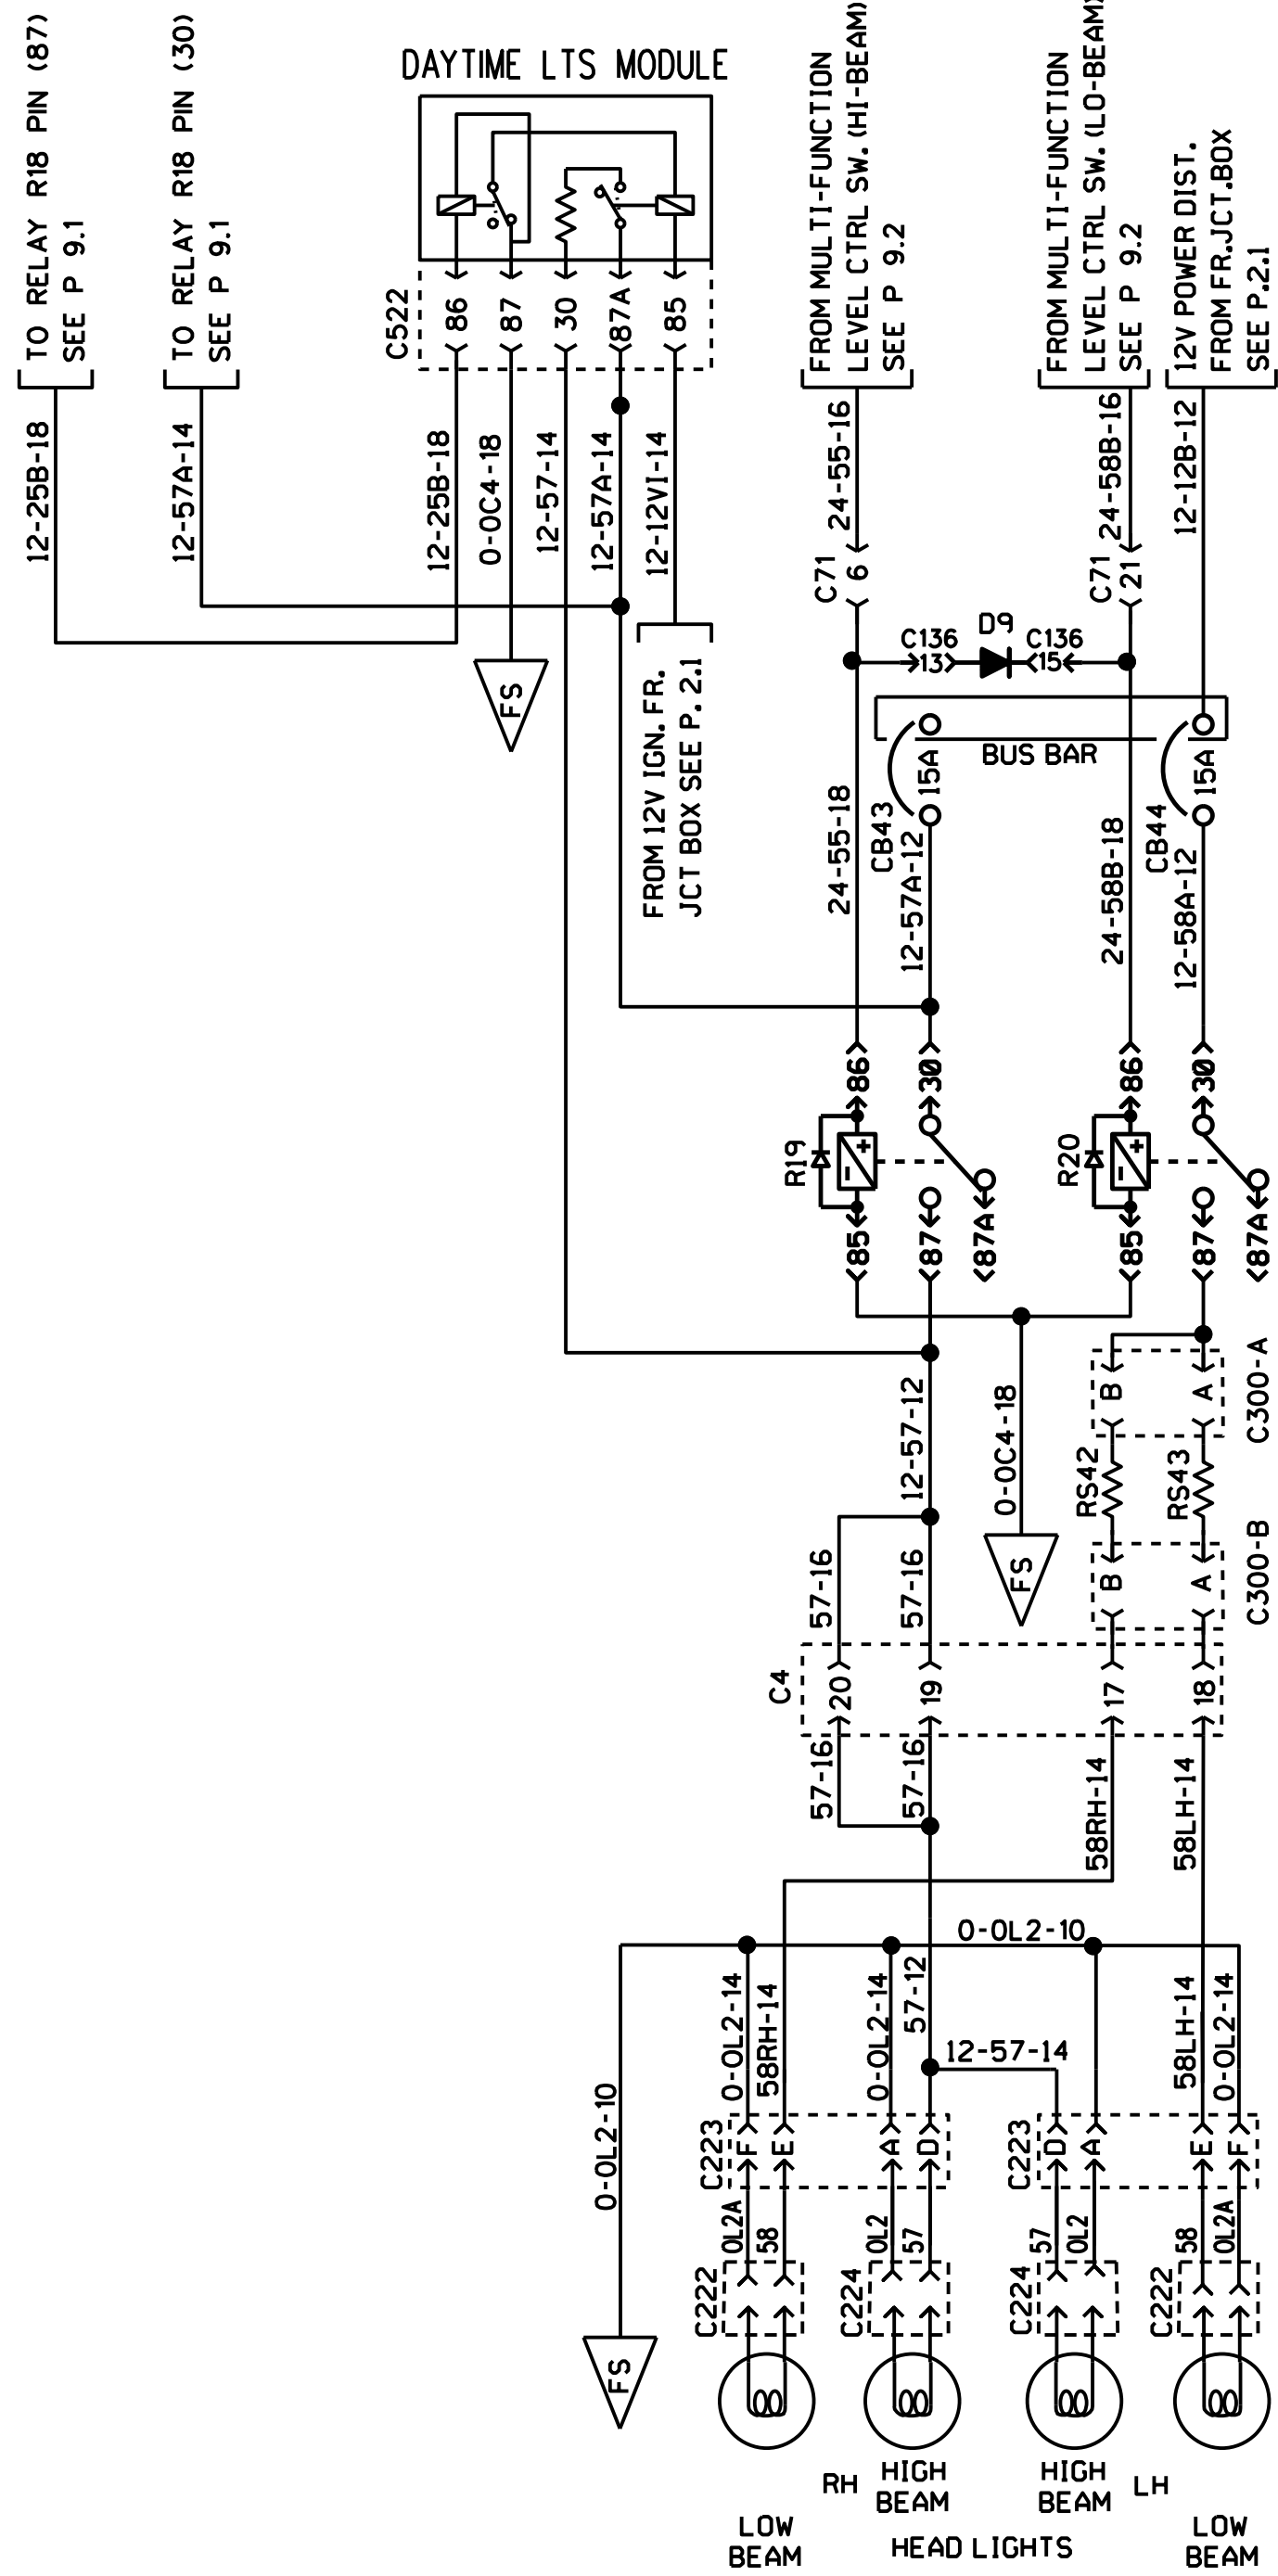 TO RELAY R18 PIN (87)
SEE P 9.1
TO RELAY R18 PIN (30)
SEE P 9.1
DAYTIME LTS MODULE
C522
86
87
30
87A
85
FROM MULTI-FUNCTION
LEVEL CTRL SW. (HI-BEAM)
SEE P 9.2
FROM MULTI-FUNCTION
LEVEL CTRL SW. (LO-BEAM)
SEE P 9.2
12V POWER DIST.
FROM FR.JCT.BOX
SEE P.2.1
12-25B-18
12-57A-14
12-25B-18
0-0C4-18
12-57-14
12-57A-14
12-12VI-14
24-55-16
24-58B-16
12-12B-12
C71
6
C71
21
D9
C136
13
C136
15
FS
FROM 12V IGN. FR.
JCT BOX SEE P. 2.1
BUS BAR
15A
15A
CB43
CB44
24-55-18
12-57A-12
24-58B-18
12-58A-12
86
30
86
30
R19
R20
85
87
87A
85
87
87A
12-57-12
0-0C4-18
C300-A
B
A
RS42
RS43
FS
C300-B
B
A
57-16
57-16
C4
20
19
17
18
57-16
57-16
58RH-14
58LH-14
0-0L2-10
0-0L2-14
58RH-14
0-0L2-14
57-12
12-57-14
58LH-14
0-0L2-14
0-0L2-10
C223
F
E
A
D
C223
D
A
E
F
0L2A
58
0L2
57
57
0L2
58
0L2A
C222
C224
C224
C222
FS
RH
HIGH
BEAM
HIGH
BEAM
LH
LOW
BEAM
HEAD LIGHTS
LOW
BEAM